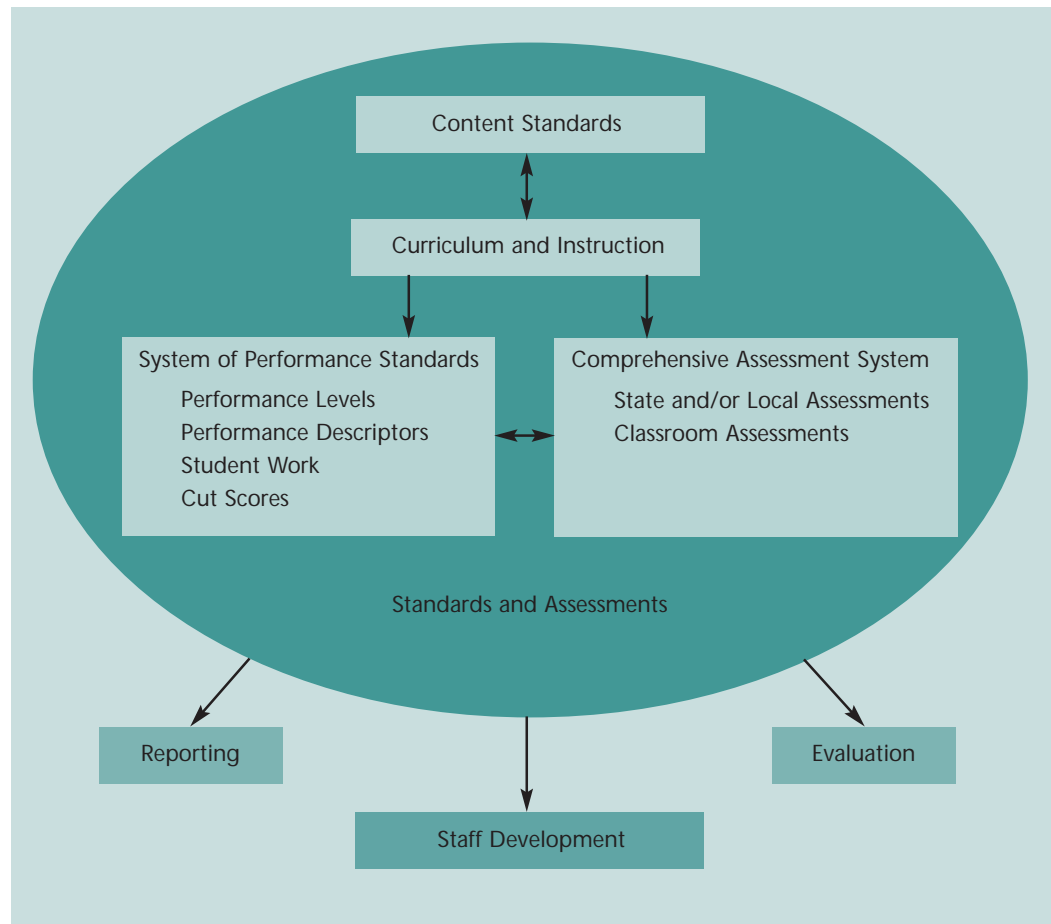 Content Standards
Curriculum and Instruction
System of Performance Standards
Performance Levels
Performance Descriptors
Student Work
Cut Scores
Comprehensive Assessment System
State and/or Local Assessments
Classroom Assessments
Standards and Assessments
Reporting
Evaluation
Staff Development